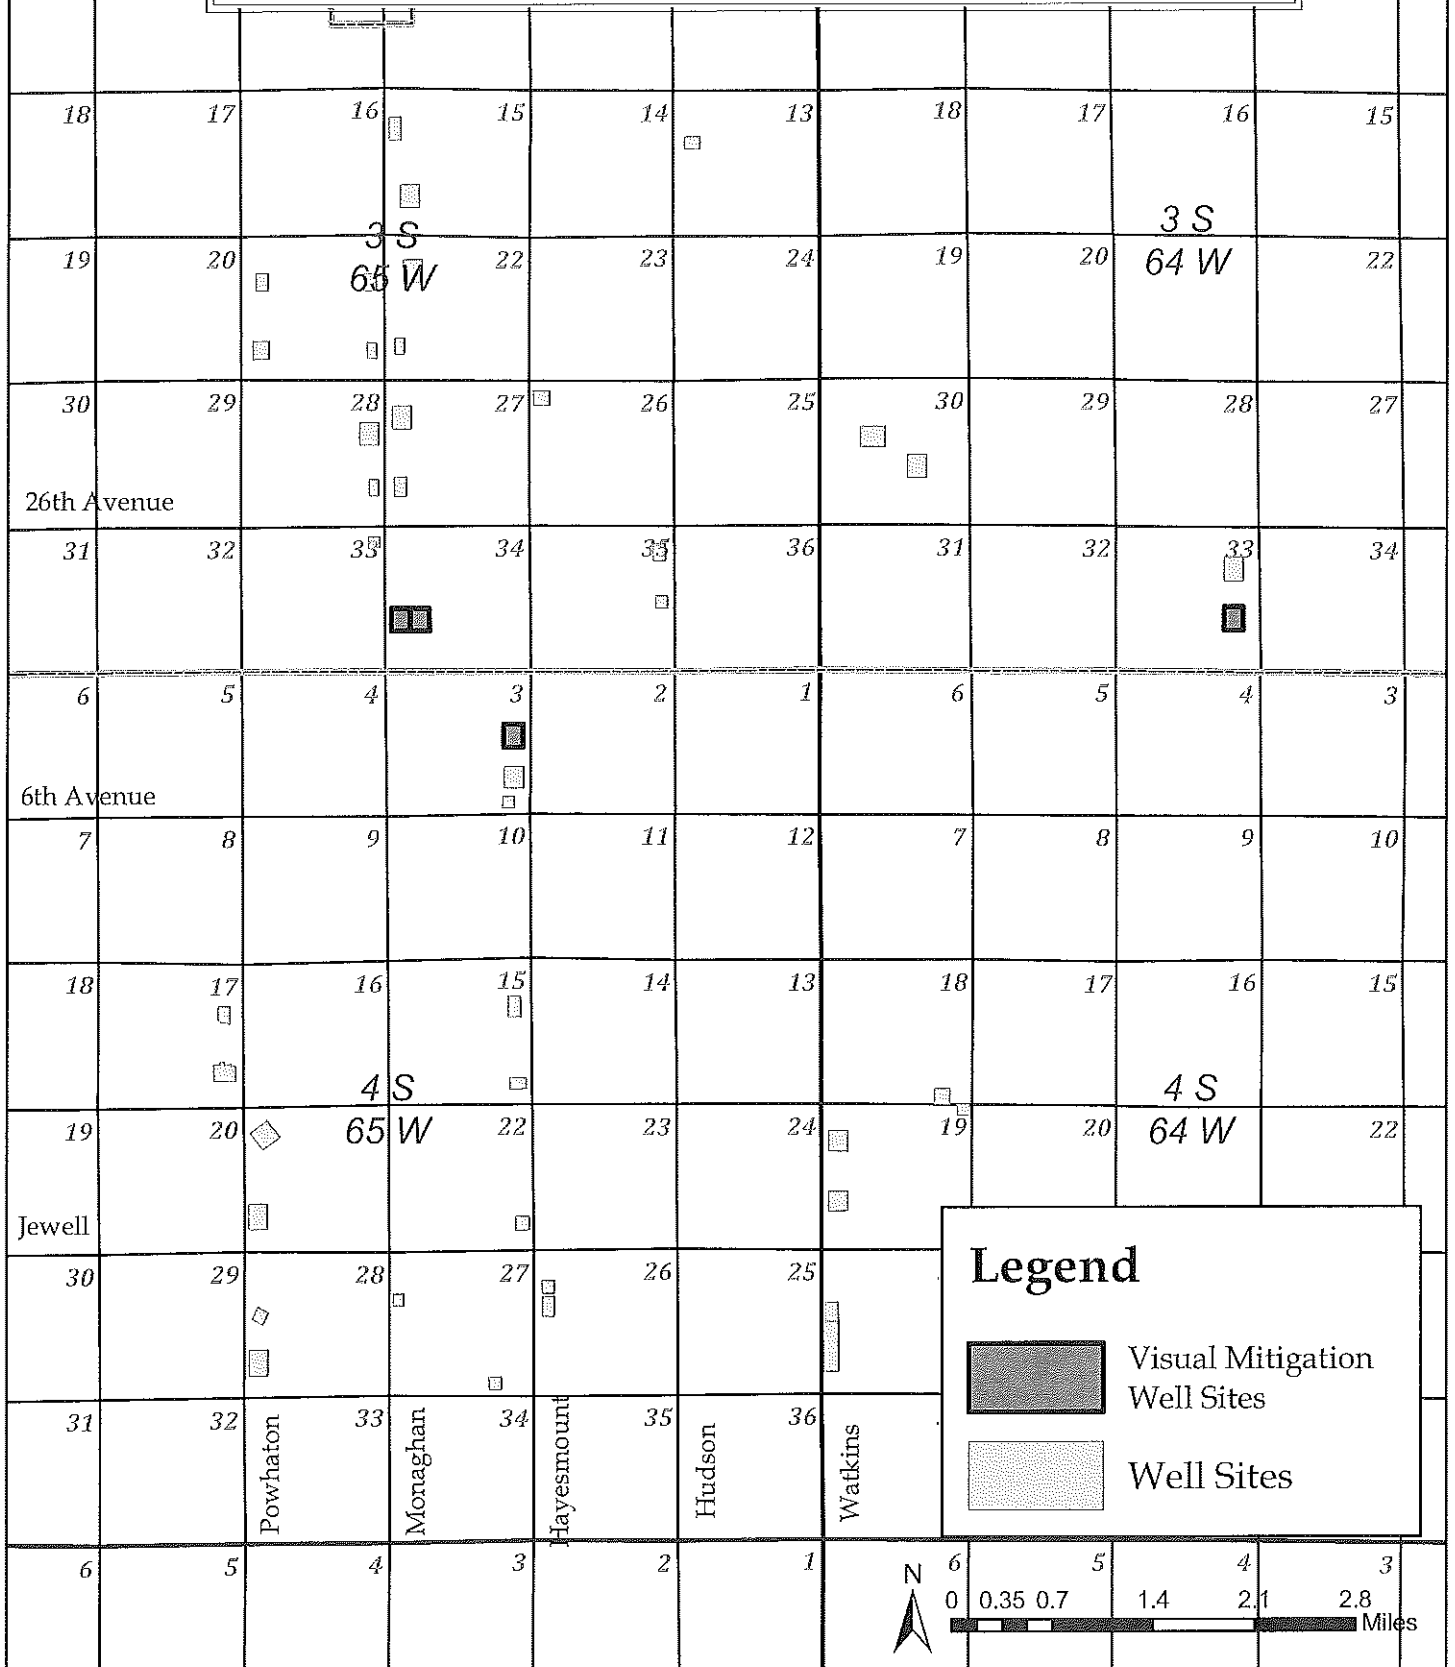 18 17 16 15 14 13 18 17 16 15
3 S 3 S
19 20 65 W 22 23 24 19 20 64 W 22
30 29 28 27 26 25 30 29 28 27
26th Avenue
31 32 33 34 35 36 31 32 33 34
6 5 4 3 2 1 6 5 4 3
6th Avenue
7 8 9 10 11 12 7 8 9 10
18 17 16 15 14 13 18 17 16 15
4 S 4 S
19 20 65 W 22 23 24 19 20 64 W 22
Jewell
30 29 28 27 26 25
Legend
Visual Mitigation
Well Sites
Well Sites
31 32 33 34 35 36
Powhaton
Monaghan
Hayesmount
Hudson
Watkins
6 5 4 3 2 1 6 5 4 3
N
0 0.35 0.7 1.4 2.1 2.8
Miles